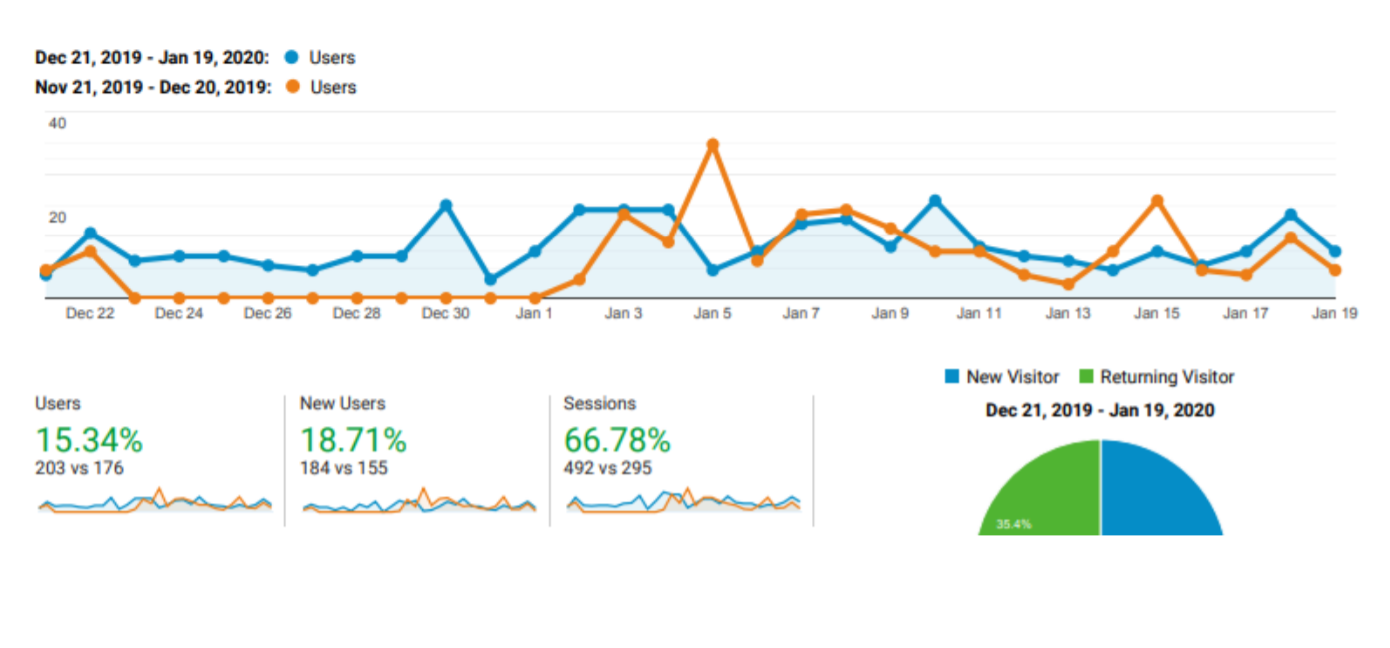 Dec 21, 2019 - Jan 19, 2020: Users
Nov 21, 2019 - Dec 20, 2019: Users
40
20
Dec 22 Dec 24 Dec 26 Dec 28 Dec 30 Jan 1 Jan 3 Jan 5 Jan 7 Jan 9 Jan 11 Jan 13 Jan 15 Jan 17 Jan 19
Users
15.34%
203 vs 176
New Users
18.71%
184 vs 155
Sessions
66.78%
492 vs 295
New Visitor Returning Visitor
Dec 21, 2019 - Jan 19, 2020
35.4%